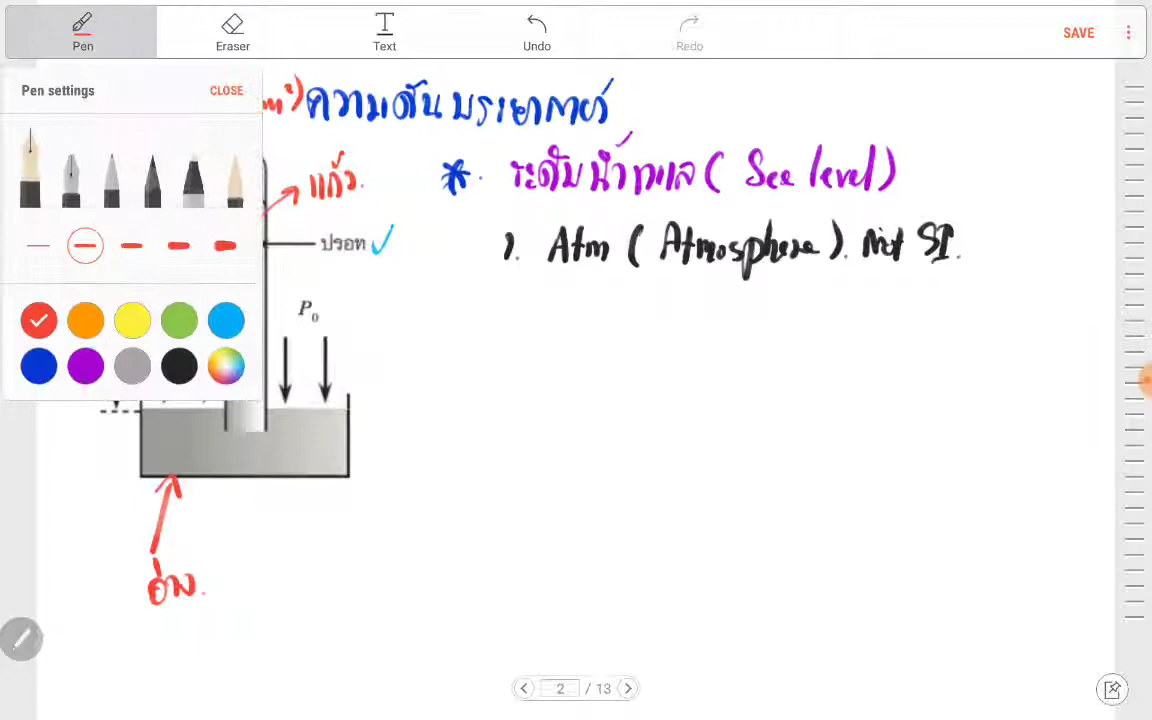 Pen
Eraser
Text
Undo
Redo
SAVE
Pen settings
CLOSE
m²) ความดันบรรยากาศ
แก้ว.
* ระดับน้ำทะเล ( Sea level )
ปรอท
1. Atm ( Atmosphere ). Not SI.
P₀
อ่าง.
2 / 13